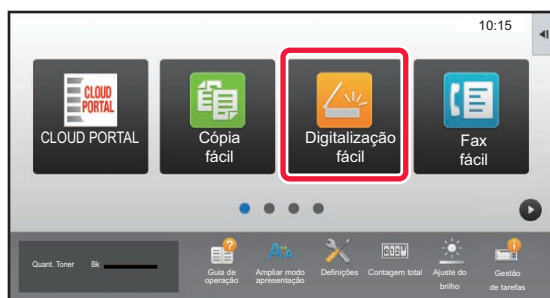 10:15
CLOUD
PORTAL
CLOUD PORTAL
Cópia
fácil
Digitalização
fácil
Fax
fácil
Quant. Toner Bk
Guia de
operação
Ampliar modo
apresentação
Definições
Contagem total
Ajuste do
brilho
Gestão
de tarefas